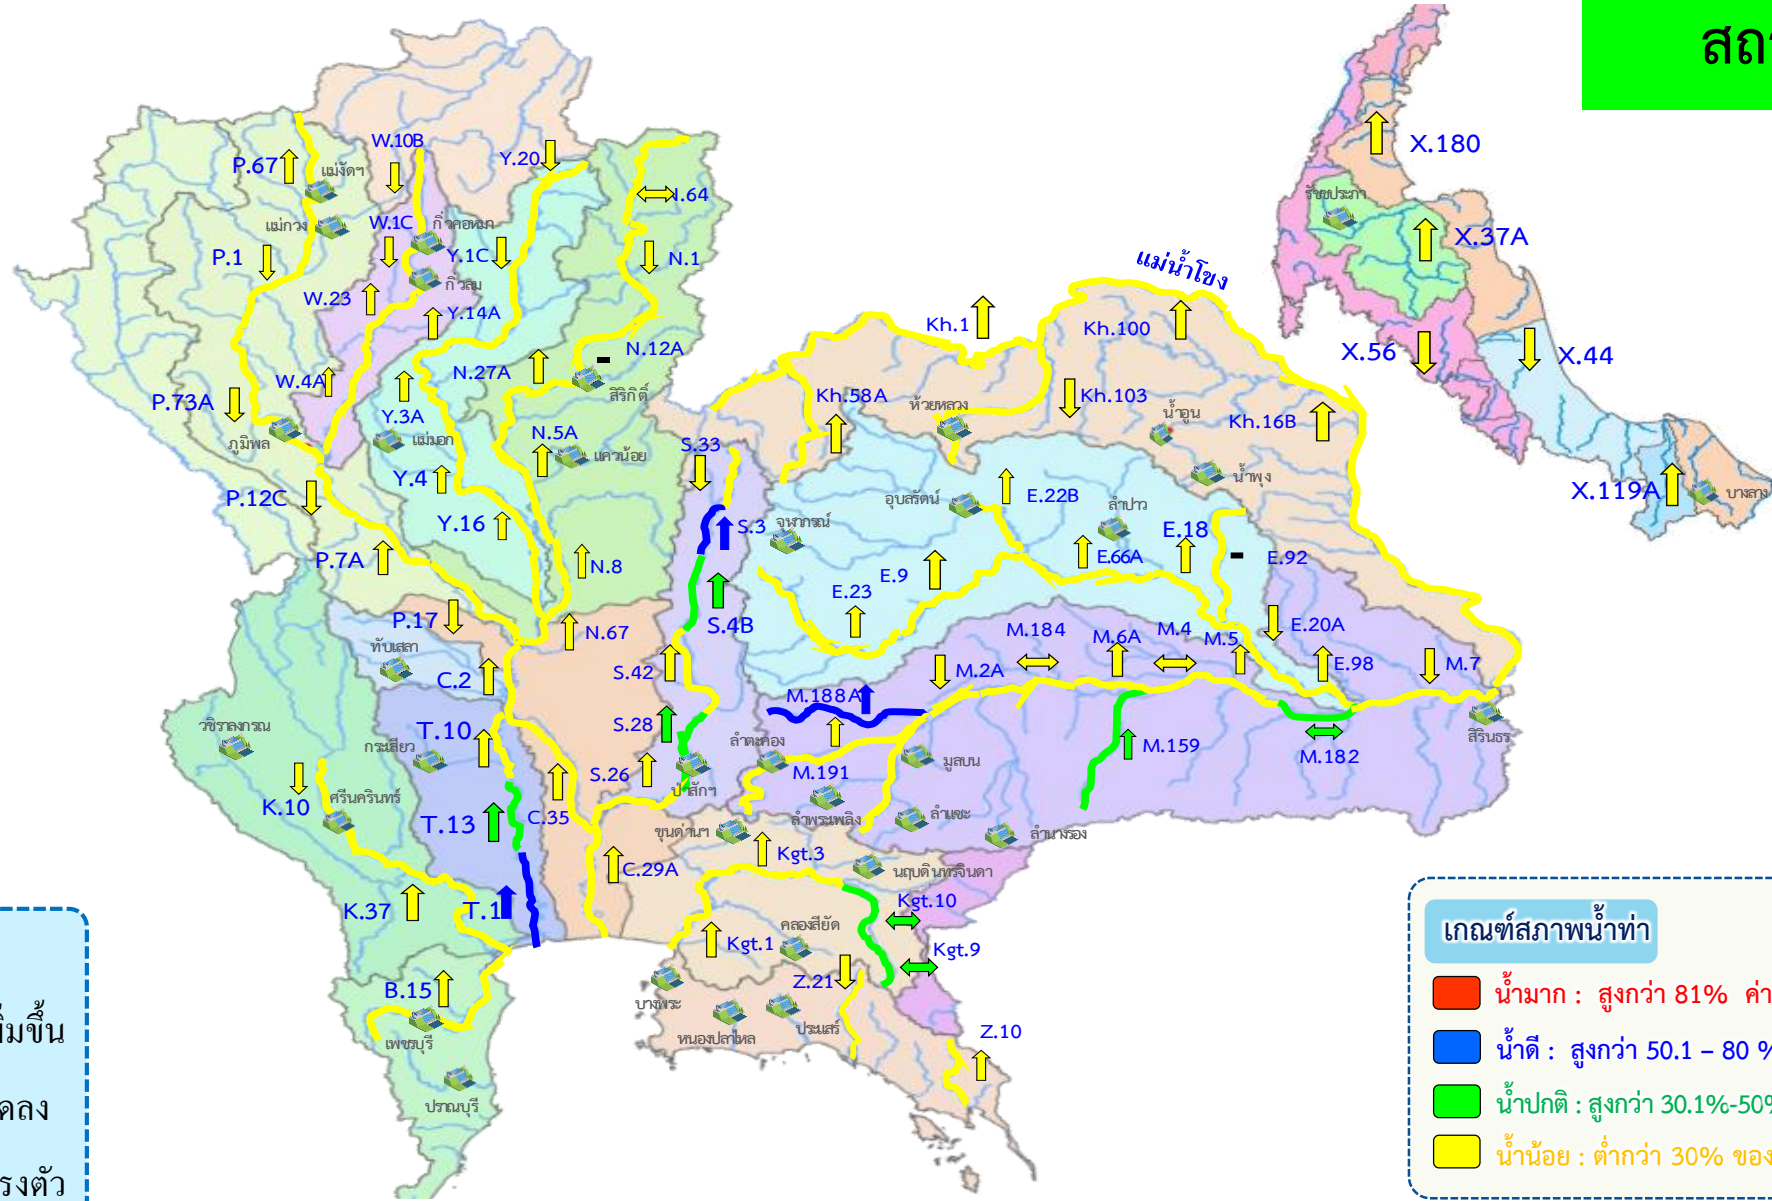 สถา
W.10B
Y.20
P.67
แม่งัดฯ
X.180
N.64
รัชชประภา
แม่กวง
W.1C
กิ่วคอหมา
X.37A
P.1
Y.1C
N.1
แม่น้ำโขง
กิ่วลม
W.23
Y.14A
Kh.1
Kh.100
X.56
X.44
N.12A
N.27A
W.4A
สิริกิติ์
P.73A
Y.3A
Kh.58A
ห้วยหลวง
Kh.103
น้ำอูน
Kh.16B
ภูมิพล
แม่มอก
N.5A
แควน้อย
S.33
Y.4
น้ำพุง
P.12C
อุบลรัตน์
E.22B
ลำปาว
X.119A
บางลาง
Y.16
S.3
จุฬาภรณ์
E.18
P.7A
N.8
E.9
E.66A
E.92
E.23
P.17
N.67
S.4B
M.184
M.6A
M.4
M.5
E.20A
ทับเสลา
C.2
S.42
M.2A
E.98
M.7
M.188A
วชิราลงกรณ
T.10
S.28
ลำตะคอง
สิรินธร
กระเสียว
M.159
M.182
S.26
ป่าสักฯ
M.191
มูลบน
K.10
ศรีนครินทร์
T.13
C.35
ขุนด่านฯ
ลำพระเพลิง
ลำแชะ
ลำนางรอง
Kgt.3
C.29A
นฤบดินทรจินดา
K.37
T.1
Kgt.10
คลองสียัด
Kgt.1
Kgt.9
เกณฑ์สภาพน้ำท่า
B.15
Z.21
บางพระ
น้ำมาก : สูงกว่า 81% ค่า
พิ่มขึ้น
เพชรบุรี
หนองปลาไหล
ประแสร์
Z.10
น้ำดี : สูงกว่า 50.1 – 80 %
ดลง
ปราณบุรี
น้ำปกติ : สูงกว่า 30.1%-50%
น้ำน้อย : ต่ำกว่า 30% ของ
รงตัว